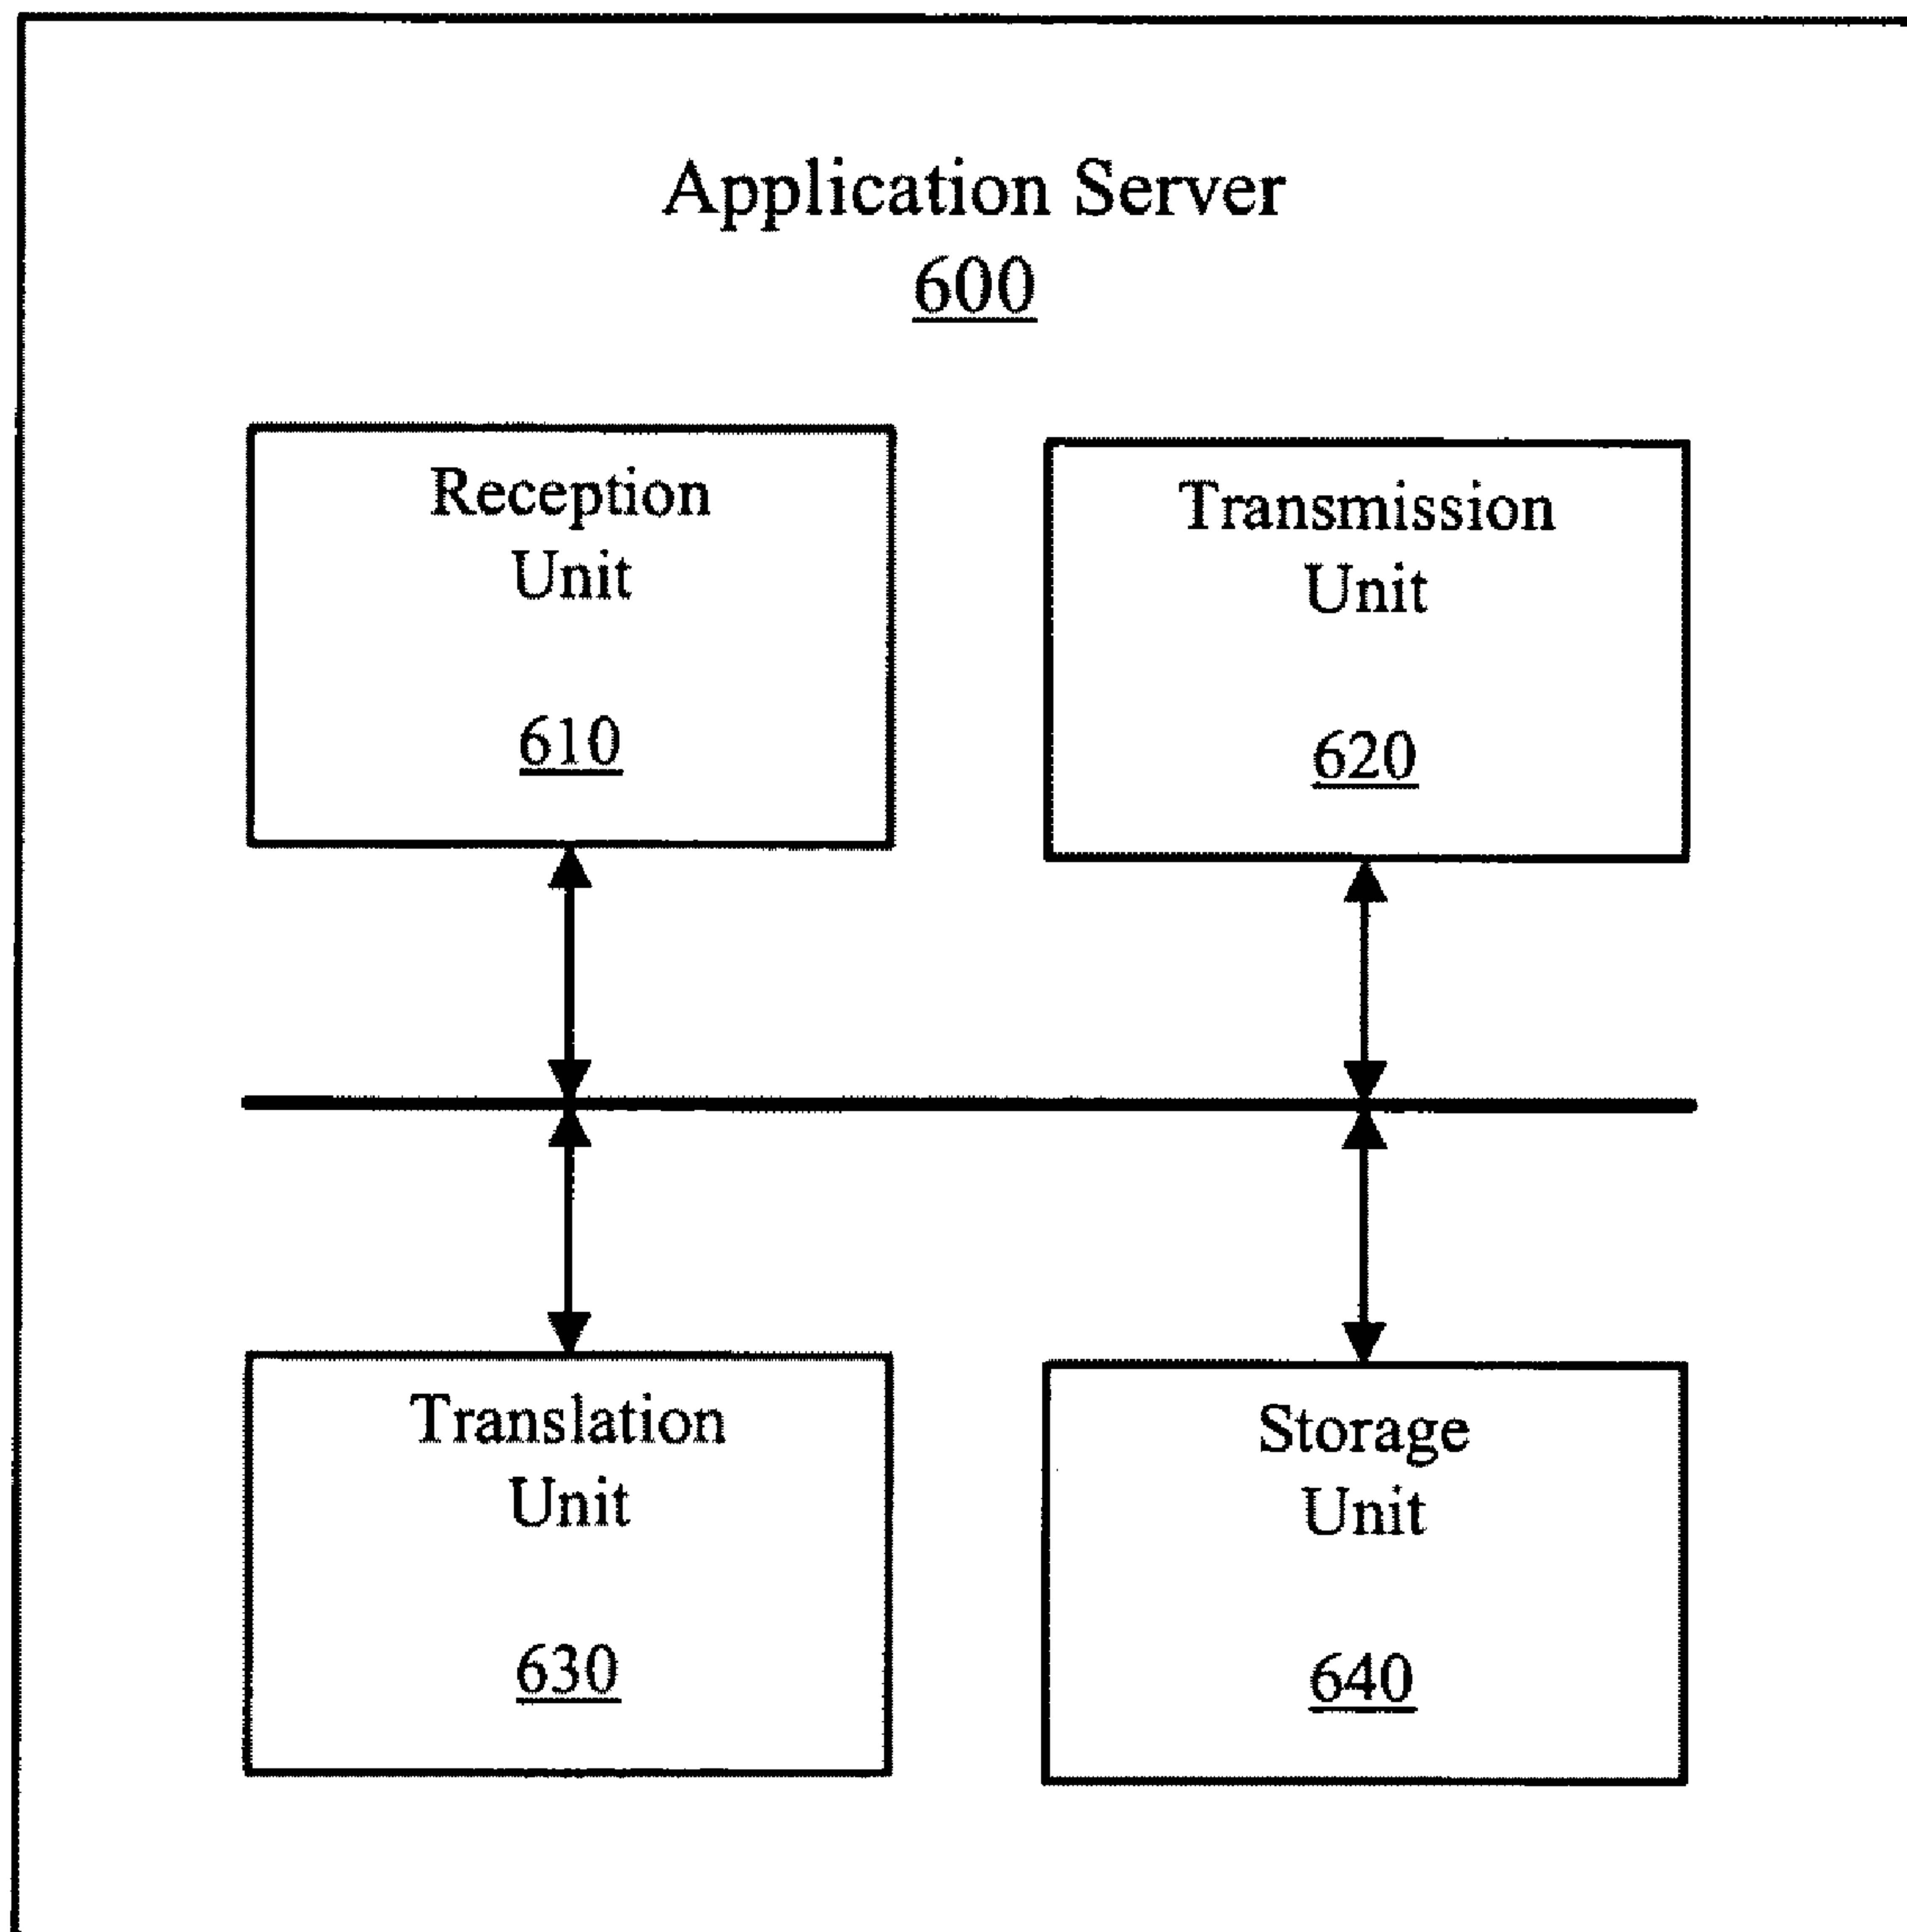 Application Server
600
Reception
Unit
610
Transmission
Unit
620
Translation
Unit
630
Storage
Unit
640